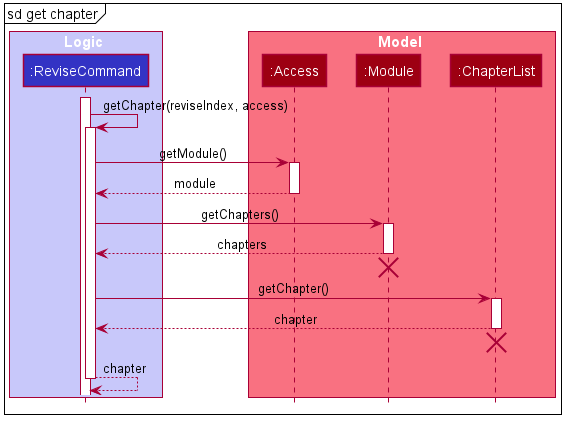 sd get chapter
Logic
Model
:ReviseCommand
:Access
:Module
:ChapterList
getChapter(reviseIndex, access)
getModule()
module
getChapters()
chapters
getChapter()
chapter
chapter